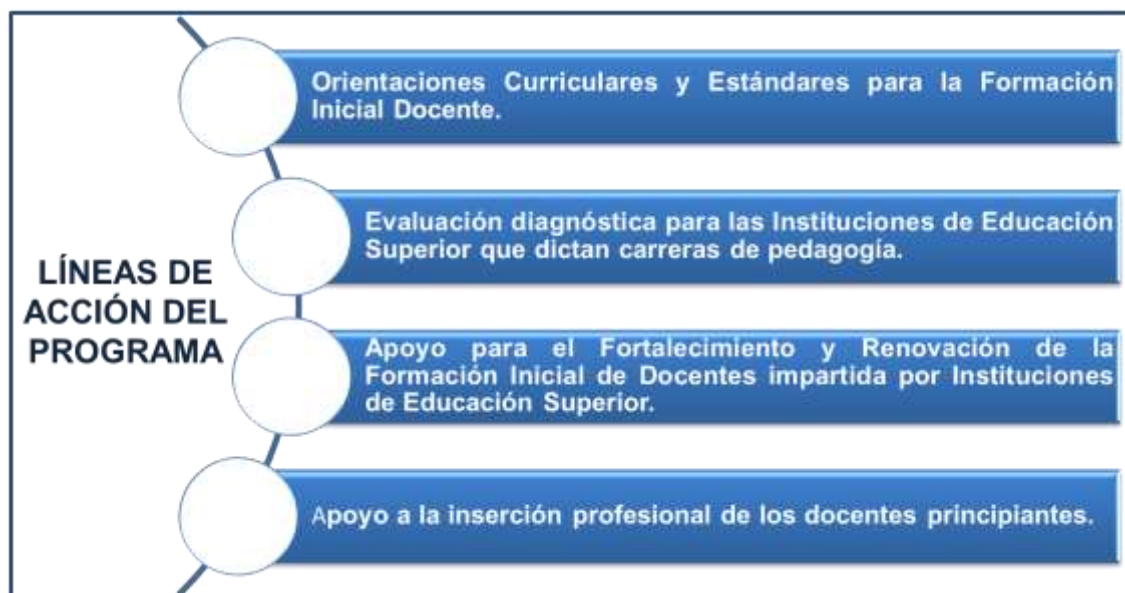 LÍNEAS DE
ACCIÓN DEL
PROGRAMA
Orientaciones Curriculares y Estándares para la Formación
Inicial Docente.
Evaluación diagnóstica para las Instituciones de Educación
Superior que dictan carreras de pedagogía.
Apoyo para el Fortalecimiento y Renovación de la
Formación Inicial de Docentes impartida por Instituciones
de Educación Superior.
Apoyo a la inserción profesional de los docentes principiantes.